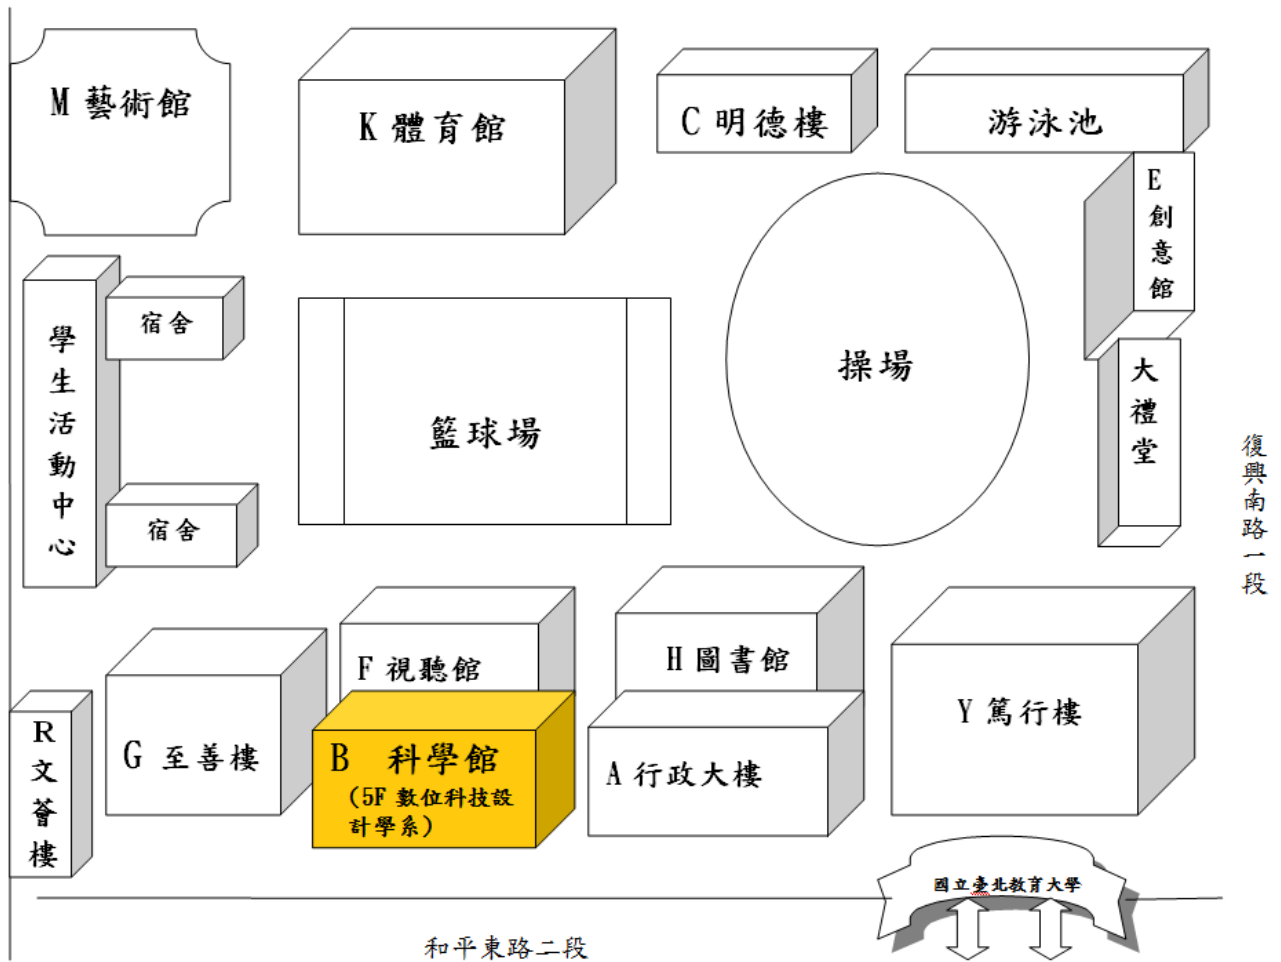 M 藝術館
K 體育館
C 明德樓
游泳池
E創意館
宿舍
學生活動中心
籃球場
操場
大禮堂
復興南路一段
宿舍
F 視聽館
H 圖書館
Y 篤行樓
R文薈樓
G 至善樓
B 科學館
(5F 數位科技設
計學系)
A 行政大樓
國立臺北教育大學
和平東路二段